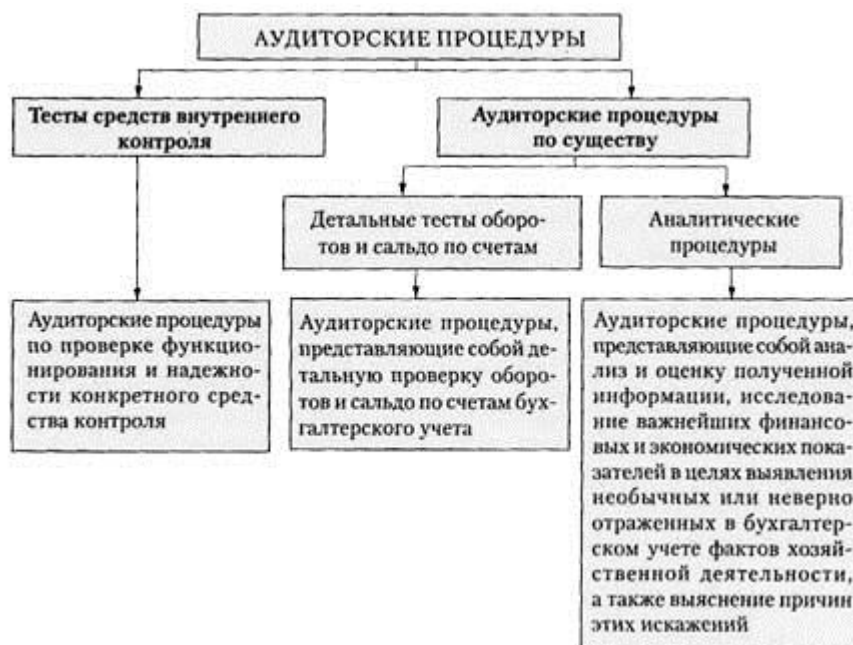 АУДИТОРСКИЕ ПРОЦЕДУРЫ
Тесты средств внутреннего
контроля
Аудиторские процедуры
по существу
Детальные тесты оборо-
тов и сальдо по счетам
Аналитические
процедуры
Аудиторские процедуры
по проверке функцио-
нирования и надежно-
сти конкретного сред-
ства контроля
Аудиторские процедуры,
представляющие собой де-
тальную проверку оборо-
тов и сальдо по счетам бух-
галтерского учета
Аудиторские процедуры,
представляющие собой ана-
лиз и оценку полученной
информации, исследова-
ние важнейших финансо-
вых и экономических пока-
зателей в целях выявления
необычных или неверно
отраженных в бухгалтер-
ском учете фактов хозяй-
ственной деятельности,
а также выяснение причин
этих искажений